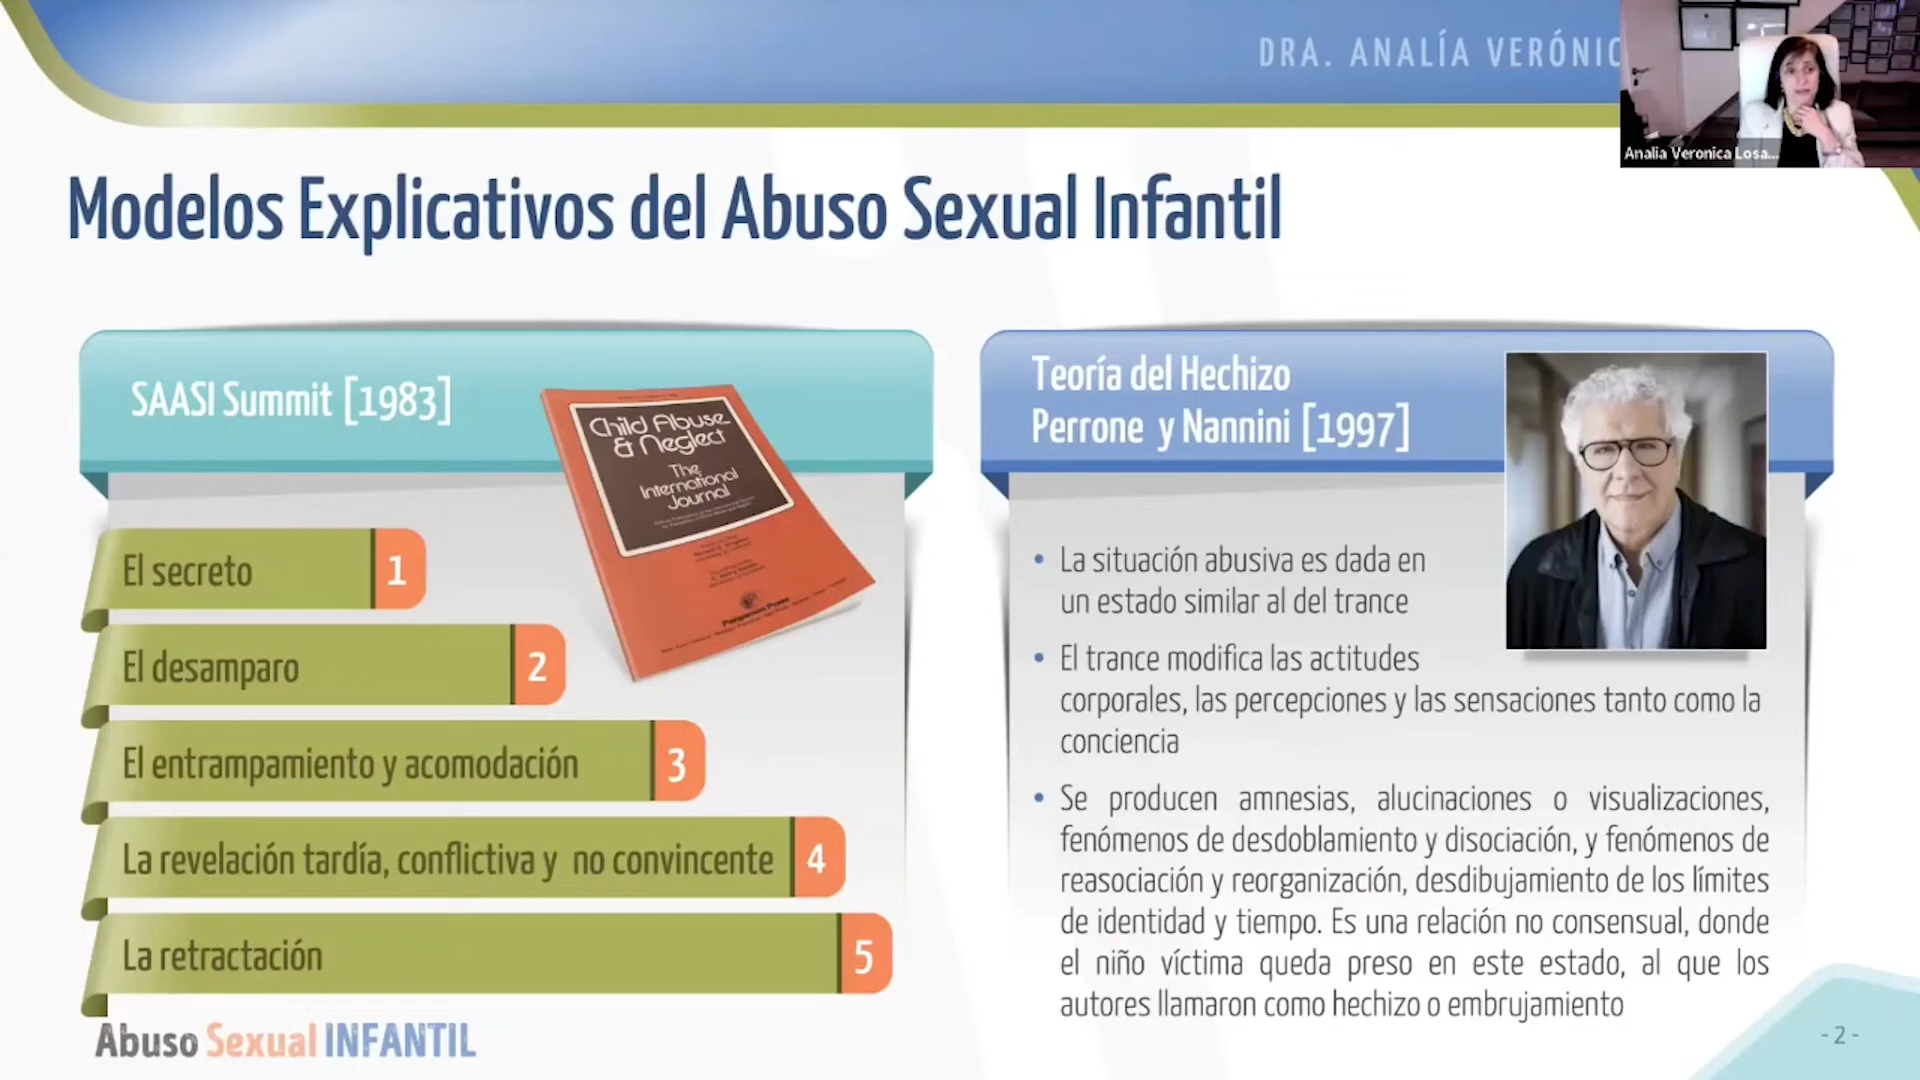 DRA. ANALÍA VERÓNIC
Analia Veronica Losa...
Modelos Explicativos del Abuso Sexual Infantil
SAASI Summit [1983]
Child Abuse
& Neglect
The
International
Journal
Pergamon Press
El secreto 1
El desamparo 2
El entrampamiento y acomodación 3
La revelación tardía, conflictiva y no convincente 4
La retractación 5
Teoría del Hechizo
Perrone y Nannini [1997]
• La situación abusiva es dada en
un estado similar al del trance
• El trance modifica las actitudes
corporales, las percepciones y las sensaciones tanto como la
conciencia
• Se producen amnesias, alucinaciones o visualizaciones,
fenómenos de desdoblamiento y disociación, y fenómenos de
reasociación y reorganización, desdibujamiento de los límites
de identidad y tiempo. Es una relación no consensual, donde
el niño víctima queda preso en este estado, al que los
autores llamaron como hechizo o embrujamiento
Abuso Sexual INFANTIL
- 2 -